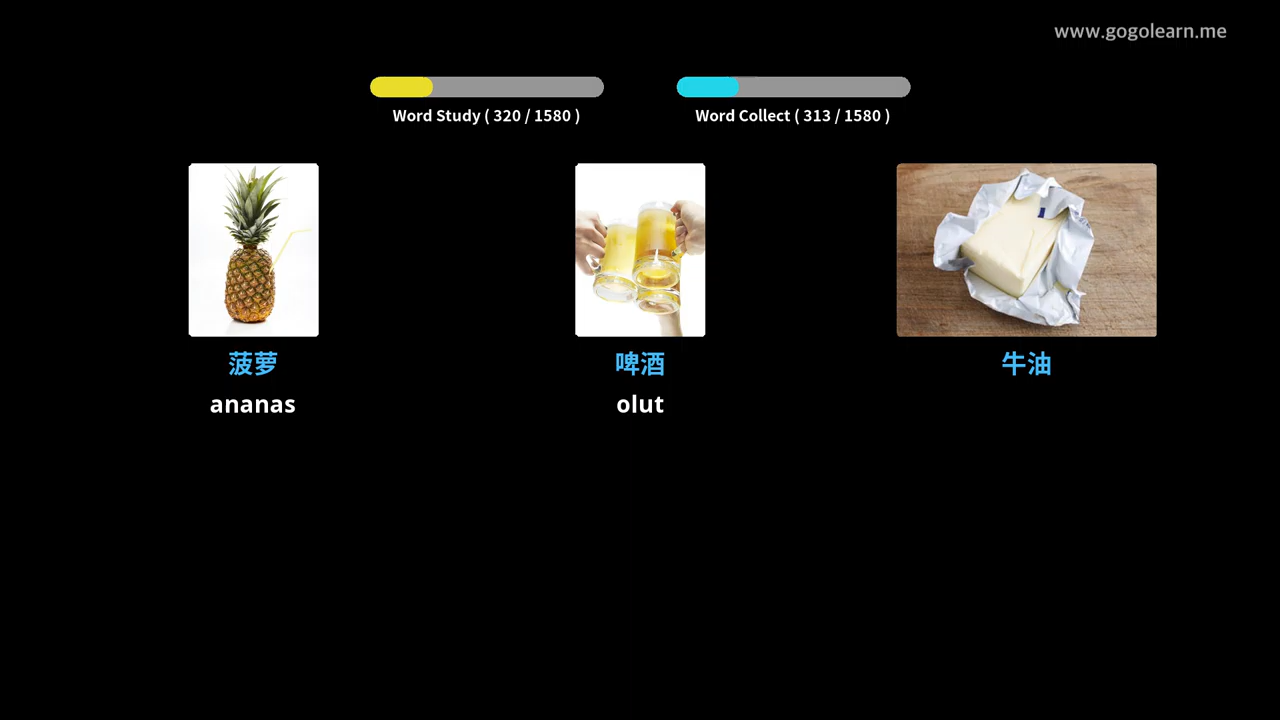 www.gogolearn.me
Word Study ( 320 / 1580 )
Word Collect ( 313 / 1580 )
菠萝
啤酒
牛油
ananas
olut